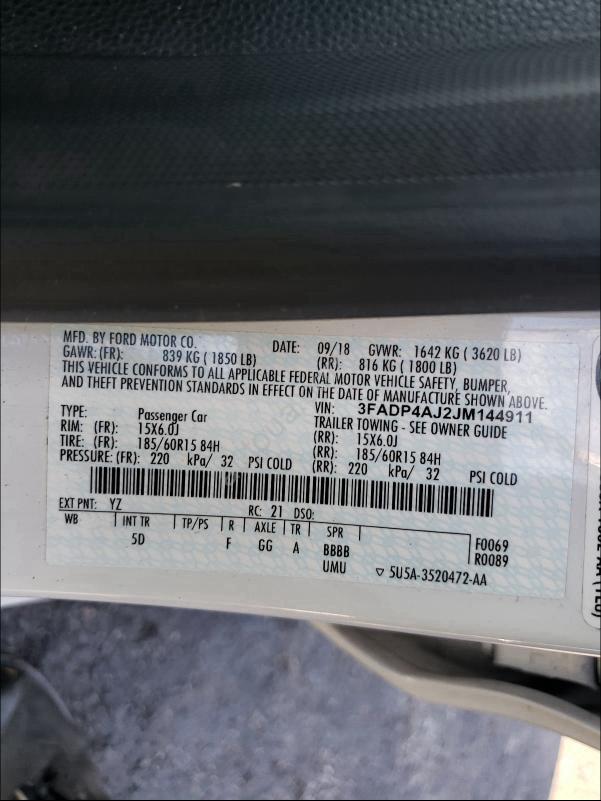 MFD. BY FORD MOTOR CO. DATE: 09/18 GVWR: 1642 KG ( 3620 LB)
GAWR: (FR): 839 KG ( 1850 LB) (RR): 816 KG ( 1800 LB)
THIS VEHICLE CONFORMS TO ALL APPLICABLE FEDERAL MOTOR VEHICLE SAFETY, BUMPER,
AND THEFT PREVENTION STANDARDS IN EFFECT ON THE DATE OF MANUFACTURE SHOWN ABOVE.
VIN: 3FADP4AJ2JM144911
TYPE: Passenger Car TRAILER TOWING - SEE OWNER GUIDE
RIM: (FR): 15X6.0J (RR): 15X6.0J
TIRE: (FR): 185/60R15 84H (RR): 185/60R15 84H
PRESSURE: (FR): 220 kPa/ 32 PSI COLD (RR): 220 kPa/ 32 PSI COLD
EXT PNT: YZ RC: 21 DSO:
WB INT TR TP/PS R AXLE TR SPR F0069
5D F GG A BBBB R0089
UMU ▽ 5U5A-3520472-AA